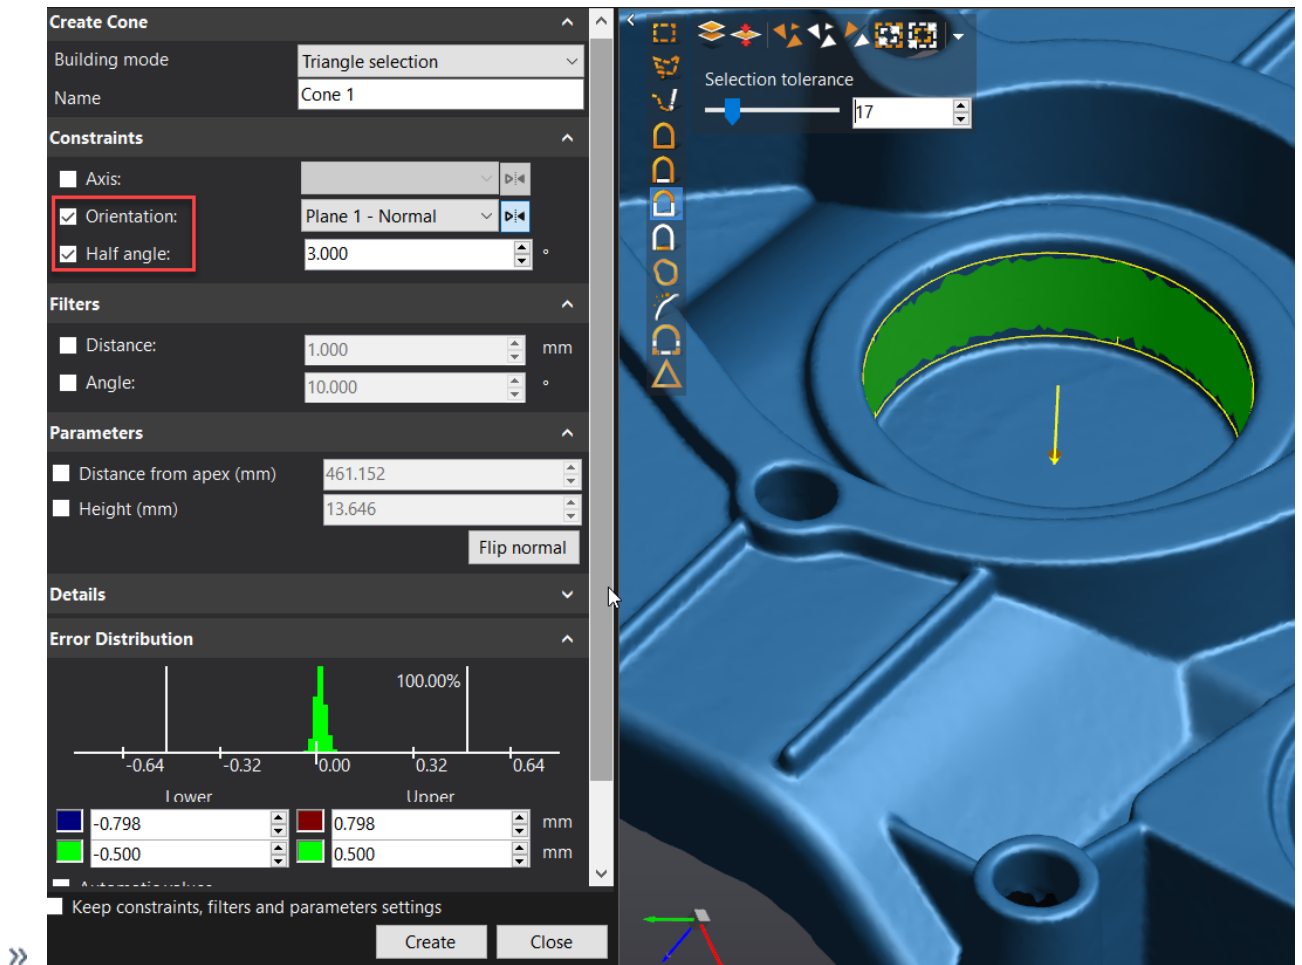 Create Cone
Building mode Triangle selection
Name Cone 1
Constraints
Axis:
Orientation: Plane 1 - Normal
Half angle: 3.000 °
Filters
Distance: 1.000 mm
Angle: 10.000 °
Parameters
Distance from apex (mm) 461.152
Height (mm) 13.646
Flip normal
Details
Error Distribution
100.00%
-0.64 -0.32 0.00 0.32 0.64
Lower Upper
-0.798 0.798 mm
-0.500 0.500 mm
Automatic values
Keep constraints, filters and parameters settings
Create Close
Selection tolerance
17